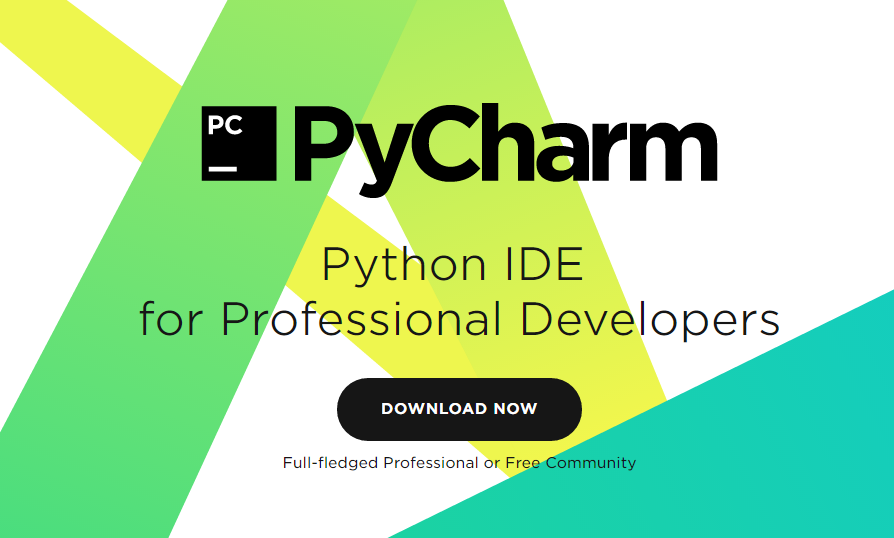 PC
PyCharm
Python IDE
for Professional Developers
DOWNLOAD NOW
Full-fledged Professional or Free Community